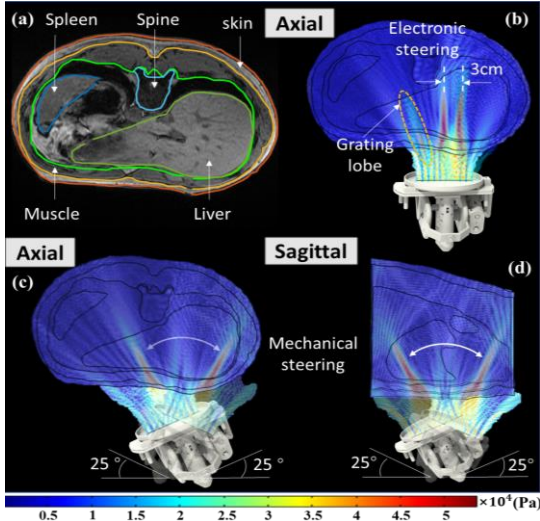 (a)
Spleen
Spine
skin
Muscle
Liver
Axial
(b)
Electronic
steering
3cm
Grating
lobe
Axial
(c)
Sagittal
(d)
Mechanical
steering
25 °
25 °
25 °
25 °
0.5 1 1.5 2 2.5 3 3.5 4 4.5 5 ×10⁴(Pa)